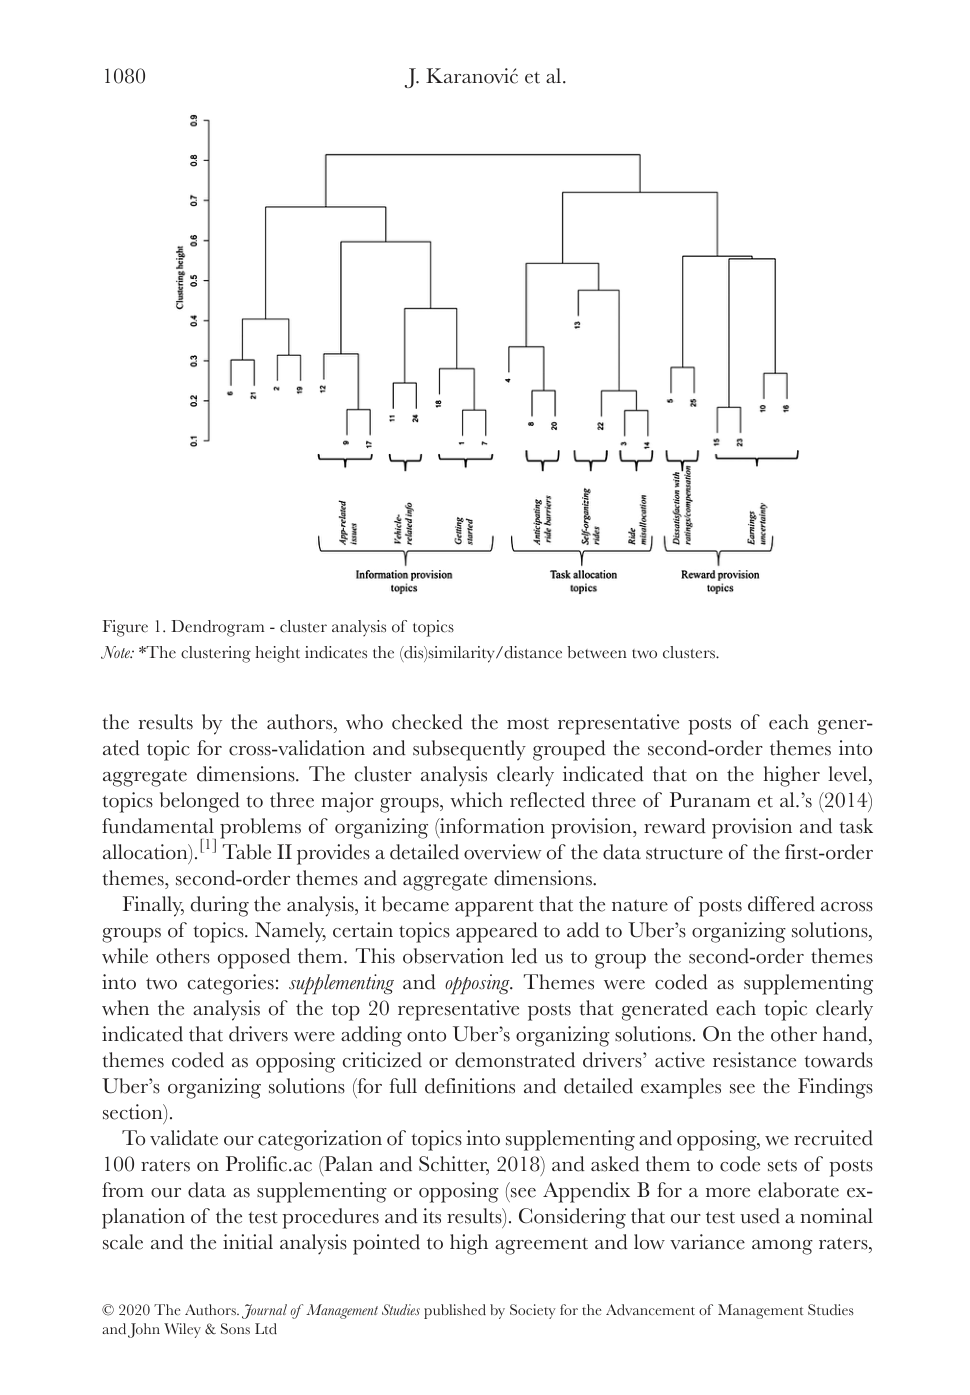 1080
J. Karanović et al.
0.9
0.8
0.7
0.6
0.5
0.4
0.3
0.2
0.1
Clustering height
6
21
2
19
12
9
17
11
24
18
1
7
4
8
20
13
22
3
14
5
25
15
23
10
16
App-related
issues
Vehicle-
related info
Getting
started
Anticipating
ride barriers
Self-organizing
rides
Ride
misallocation
Dissatisfaction with
ratings/compensation
Earnings
uncertainty
Information provision
topics
Task allocation
topics
Reward provision
topics
Figure 1. Dendrogram - cluster analysis of topics
Note: *The clustering height indicates the (dis)similarity/distance between two clusters.
the results by the authors, who checked the most representative posts of each gener-
ated topic for cross-validation and subsequently grouped the second-order themes into
aggregate dimensions. The cluster analysis clearly indicated that on the higher level,
topics belonged to three major groups, which reflected three of Puranam et al.'s (2014)
fundamental problems of organizing (information provision, reward provision and task
allocation).[1] Table II provides a detailed overview of the data structure of the first-order
themes, second-order themes and aggregate dimensions.
Finally, during the analysis, it became apparent that the nature of posts differed across
groups of topics. Namely, certain topics appeared to add to Uber's organizing solutions,
while others opposed them. This observation led us to group the second-order themes
into two categories: supplementing and opposing. Themes were coded as supplementing
when the analysis of the top 20 representative posts that generated each topic clearly
indicated that drivers were adding onto Uber's organizing solutions. On the other hand,
themes coded as opposing criticized or demonstrated drivers' active resistance towards
Uber's organizing solutions (for full definitions and detailed examples see the Findings
section).
To validate our categorization of topics into supplementing and opposing, we recruited
100 raters on Prolific.ac (Palan and Schitter, 2018) and asked them to code sets of posts
from our data as supplementing or opposing (see Appendix B for a more elaborate ex-
planation of the test procedures and its results). Considering that our test used a nominal
scale and the initial analysis pointed to high agreement and low variance among raters,
© 2020 The Authors. Journal of Management Studies published by Society for the Advancement of Management Studies
and John Wiley & Sons Ltd